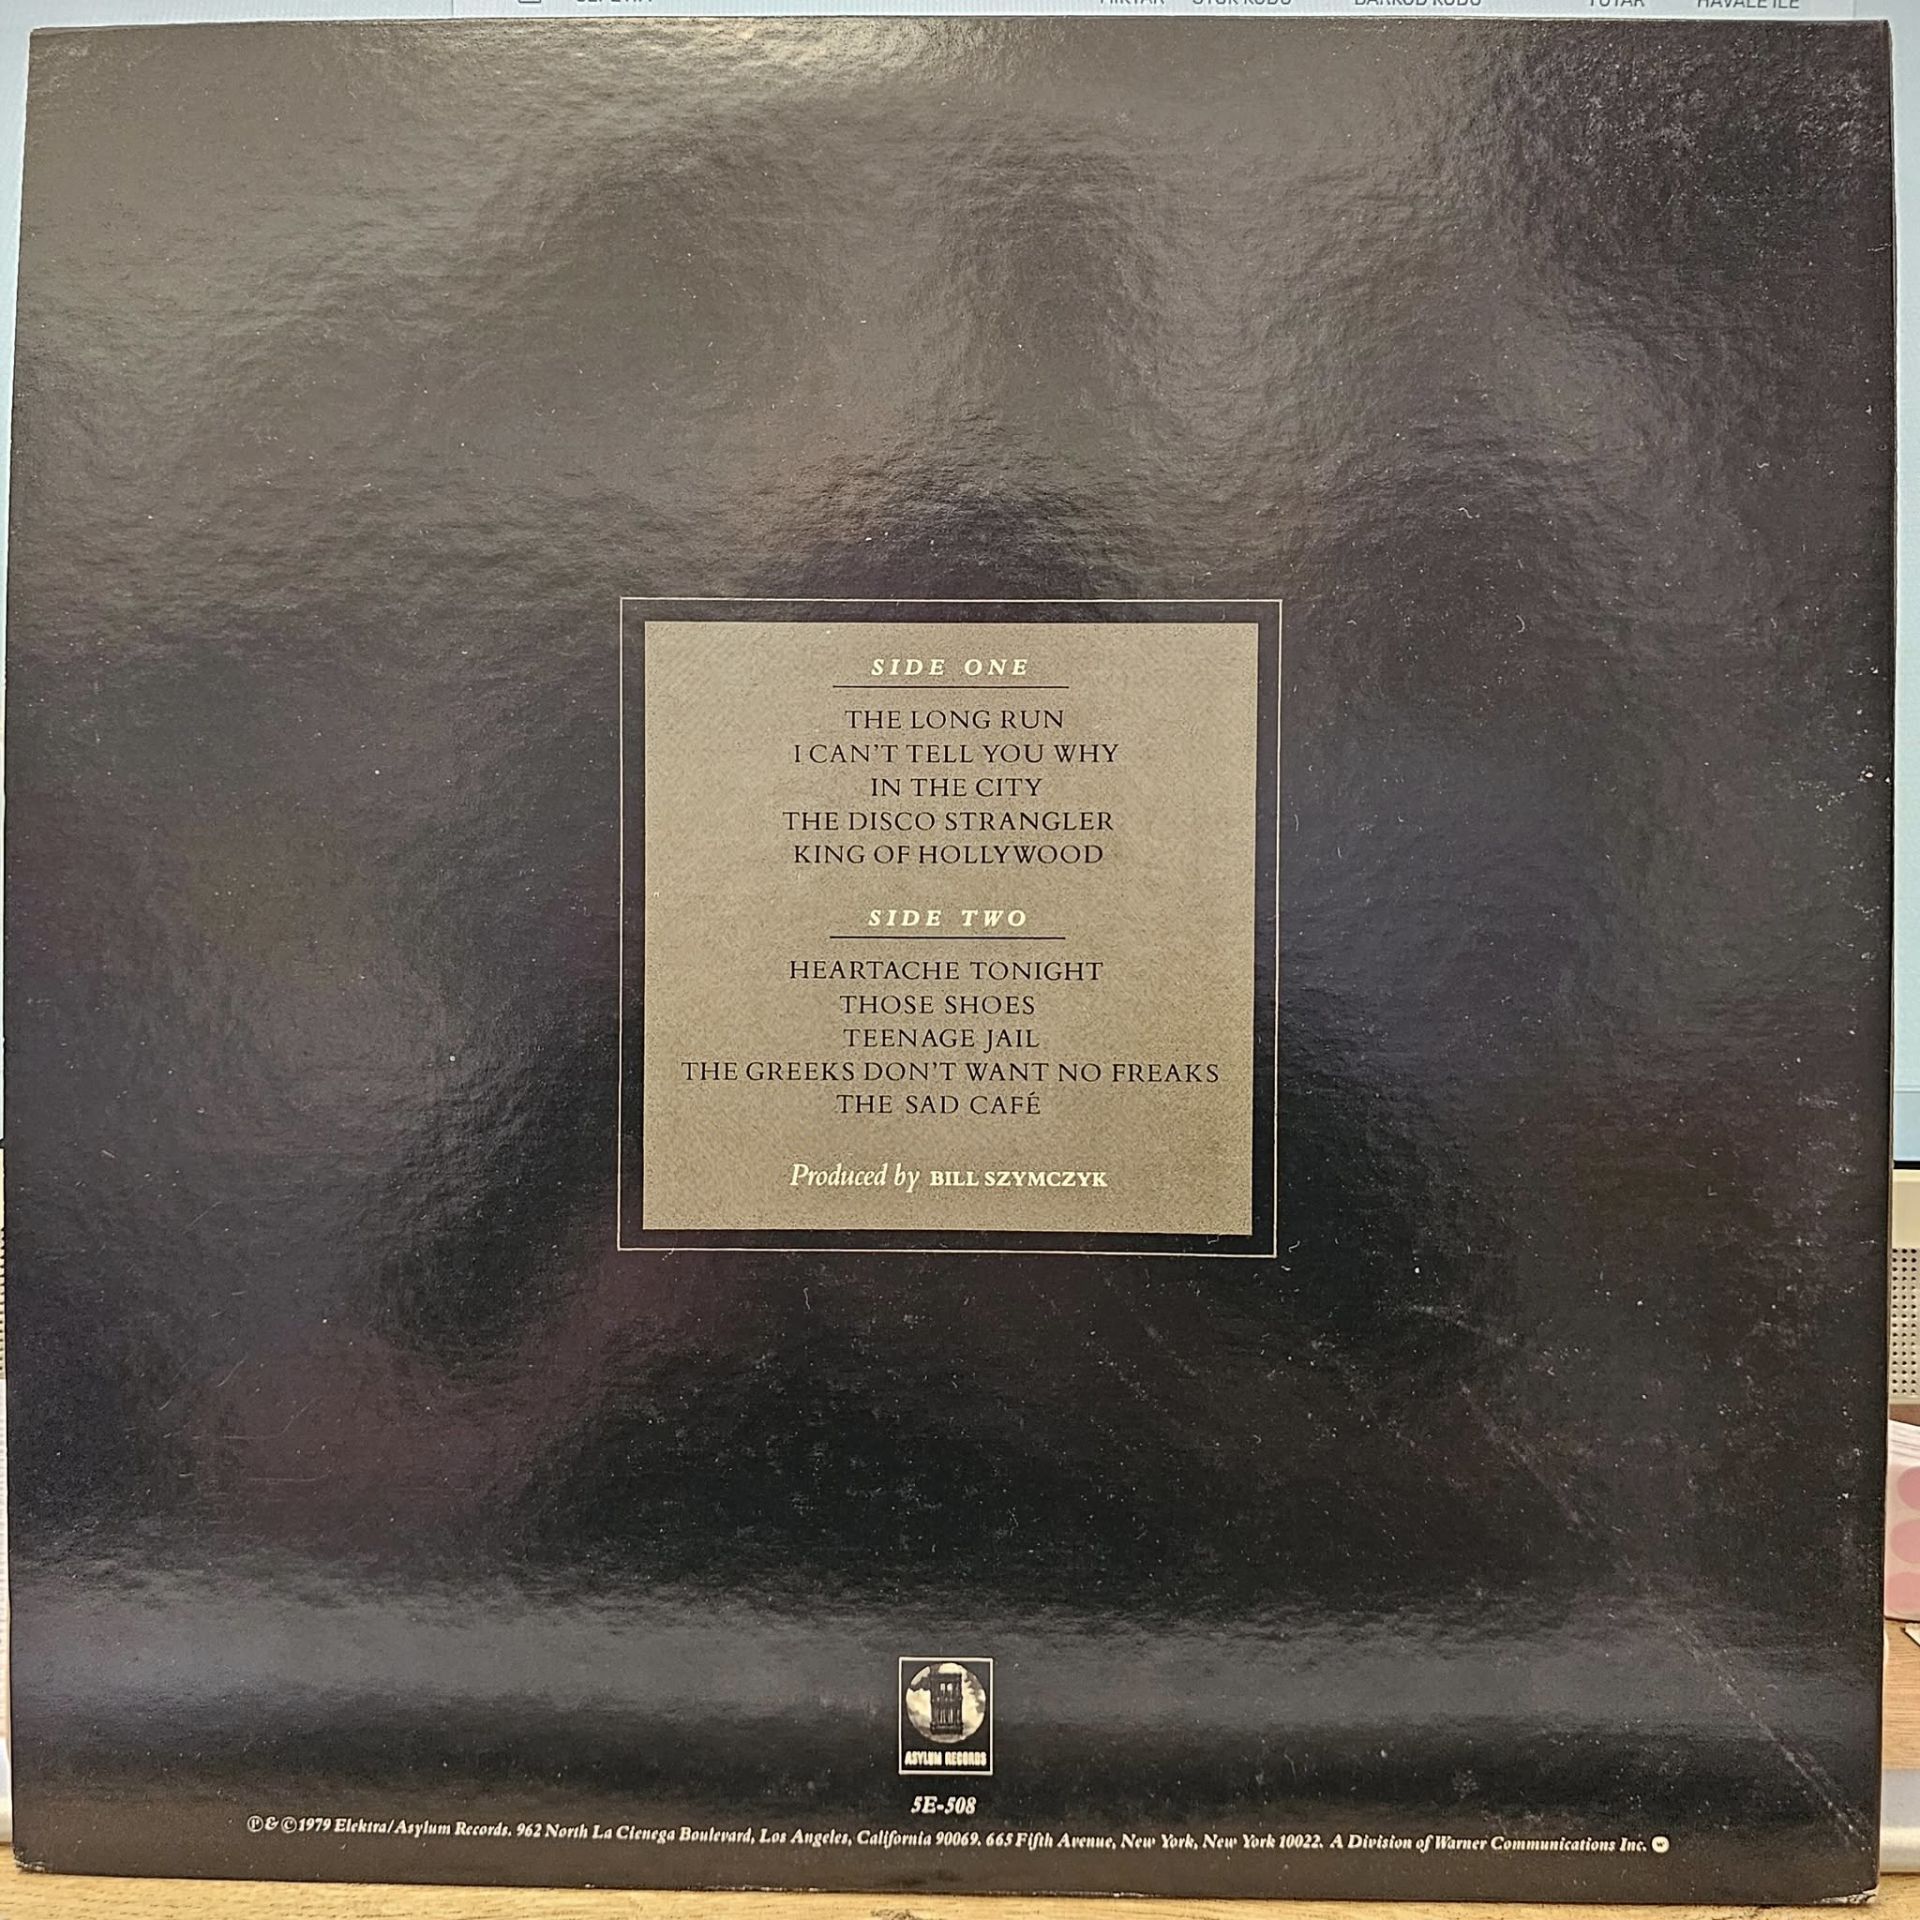 SIDE ONE
THE LONG RUN
I CAN'T TELL YOU WHY
IN THE CITY
THE DISCO STRANGLER
KING OF HOLLYWOOD
SIDE TWO
HEARTACHE TONIGHT
THOSE SHOES
TEENAGE JAIL
THE GREEKS DON'T WANT NO FREAKS
THE SAD CAFÉ
Produced by BILL SZYMCZYK
ASYLUM RECORDS
5E-508
℗&©1979 Elektra/Asylum Records. 962 North La Cienega Boulevard, Los Angeles, California 90069. 665 Fifth Avenue, New York, New York 10022. A Division of Warner Communications Inc.